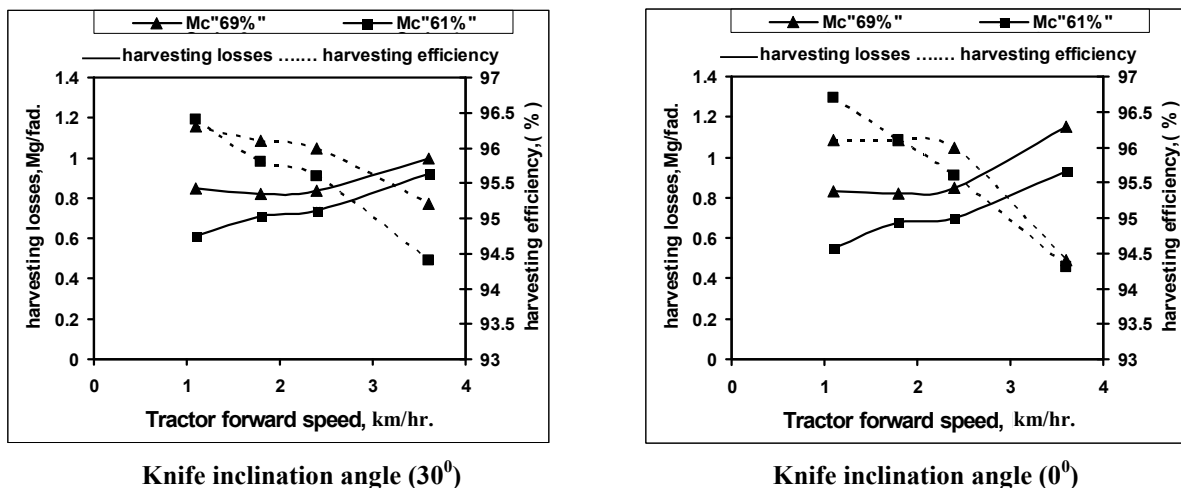 Mc"69%" Mc"61%"
harvesting losses ....... harvesting efficiency
harvesting losses,Mg/fad.
1.4
1.2
1
0.8
0.6
0.4
0.2
0
97
96.5
96
95.5
95
94.5
94
93.5
93
harvesting efficiency,( %)
0 1 2 3 4
Tractor forward speed, km/hr.
Knife inclination angle (30⁰)
Mc"69%" Mc"61%"
harvesting losses ....... harvesting efficiency
harvesting losses,Mg/fad.
1.4
1.2
1
0.8
0.6
0.4
0.2
0
97
96.5
96
95.5
95
94.5
94
93.5
93
harvesting efficiency,( %)
0 1 2 3 4
Tractor forward speed, km/hr.
Knife inclination angle (0⁰)